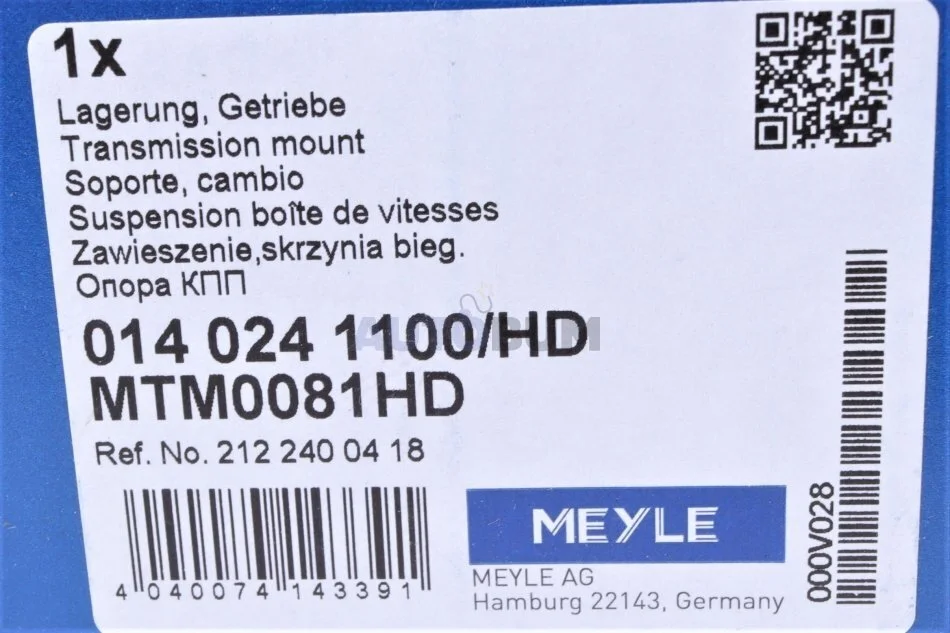 1x
Lagerung, Getriebe
Transmission mount
Soporte, cambio
Suspension boîte de vitesses
Zawieszenie,skrzynia bieg.
Опора КПП
014 024 1100/HD
MTM0081HD
Ref. No. 212 240 04 18
4 040074 143391
MEYLE
MEYLE AG
Hamburg 22143, Germany
000V028